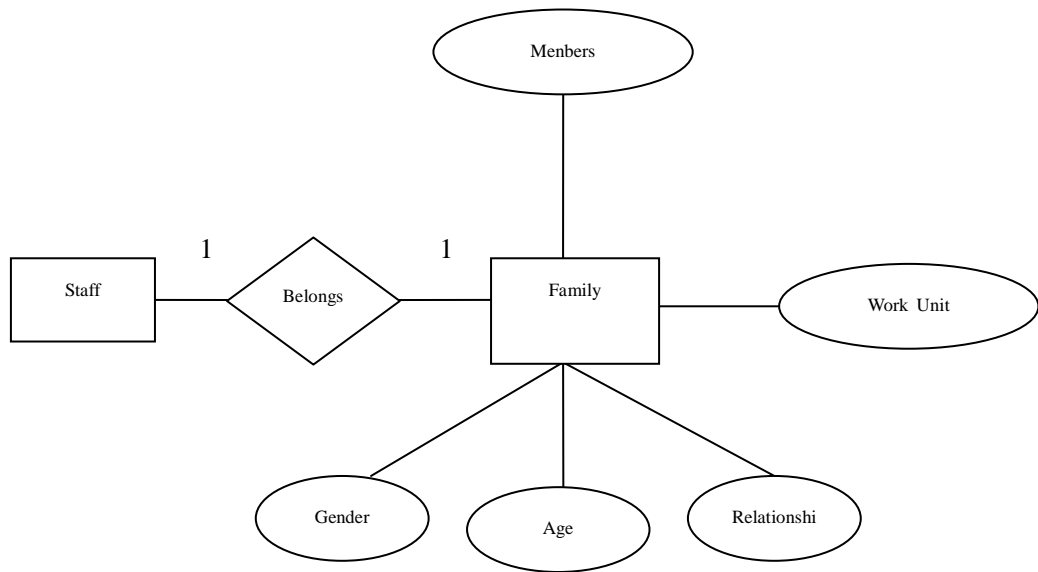 Menbers
1
1
Staff
Belongs
Family
Work Unit
Gender
Age
Relationshi